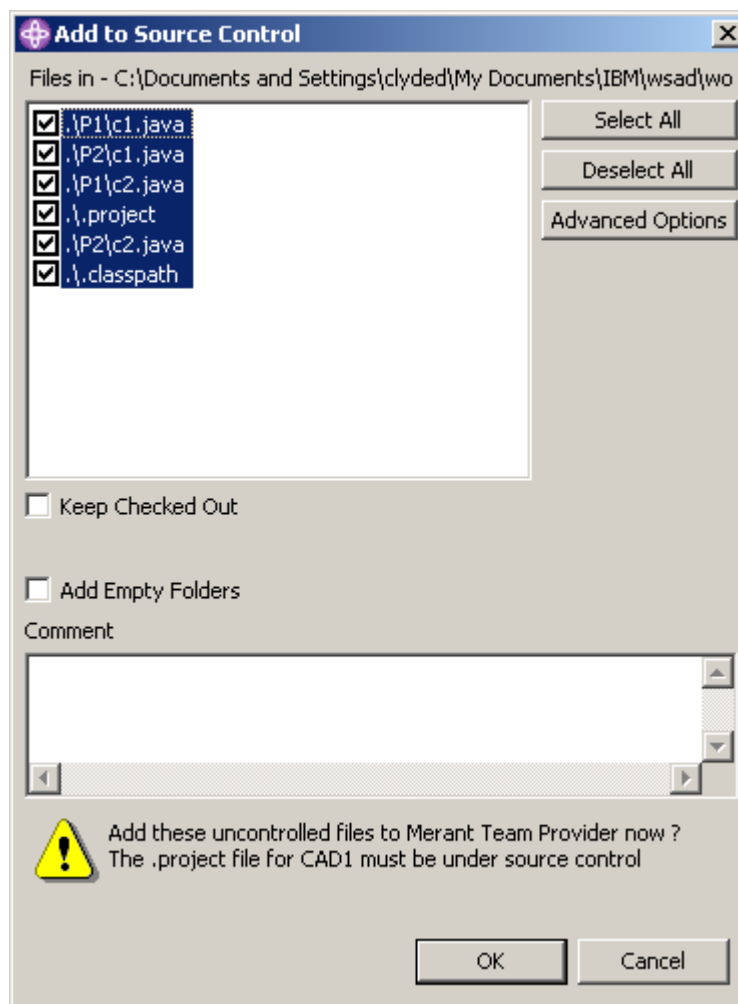 Add to Source Control
Files in - C:\Documents and Settings\clyded\My Documents\IBM\wsad\wo
.\P1\c1.java
.\P2\c1.java
.\P1\c2.java
.\.project
.\P2\c2.java
.\.classpath
Select All
Deselect All
Advanced Options
Keep Checked Out
Add Empty Folders
Comment
Add these uncontrolled files to Merant Team Provider now ?
The .project file for CAD1 must be under source control
OK
Cancel